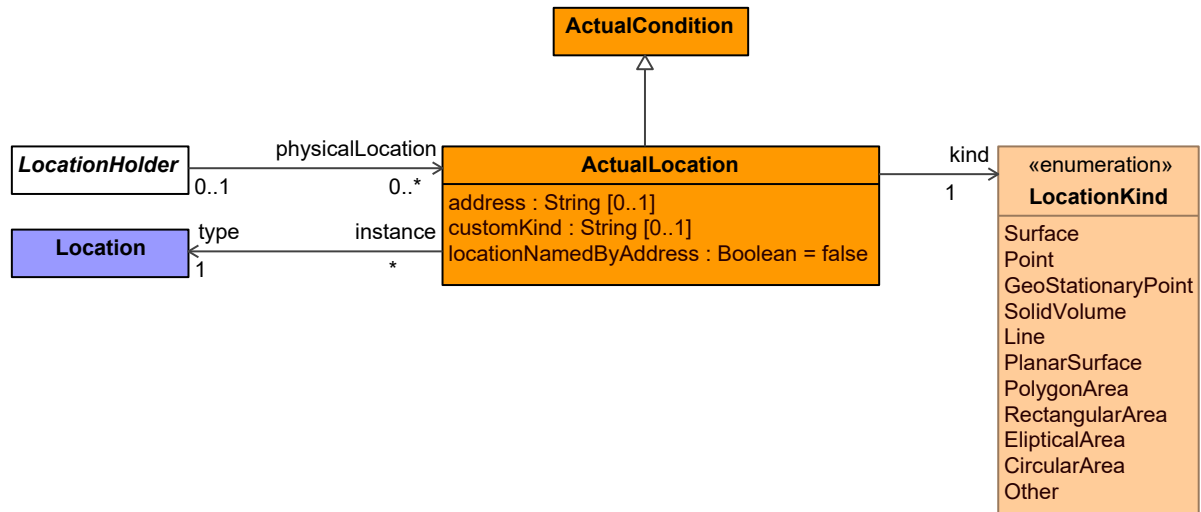 ActualCondition
LocationHolder
physicalLocation
0..1
0..*
Location
type
instance
1
*
ActualLocation
address : String [0..1]
customKind : String [0..1]
locationNamedByAddress : Boolean = false
kind
1
«enumeration»
LocationKind
Surface
Point
GeoStationaryPoint
SolidVolume
Line
PlanarSurface
PolygonArea
RectangularArea
ElipticalArea
CircularArea
Other